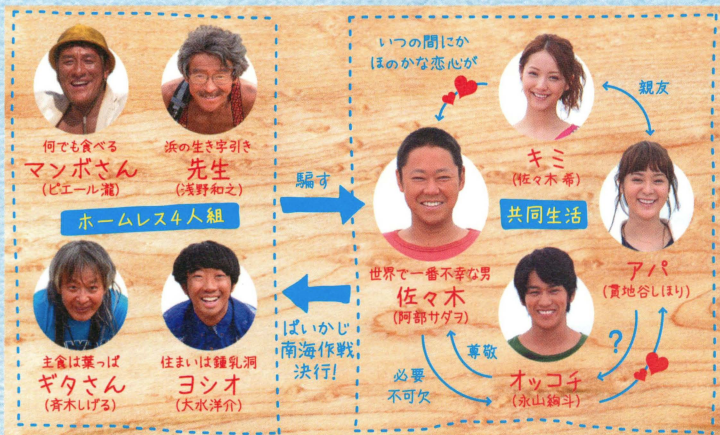 何でも食べる
マンボさん
(ピエール瀧)
浜の生き字引き
先生
(浅野和之)
ホームレス4人組
主食は葉っぱ
ギタさん
(斉木しげる)
住まいは鍾乳洞
ヨシオ
(大水洋介)
騙す
ぱいかじ
南海作戦
決行!
いつの間にか
ほのかな恋心が
キミ
(佐々木 希)
親友
世界で一番不幸な男
佐々木
(阿部サダヲ)
共同生活
アパ
(貫地谷しほり)
尊敬
必要
不可欠
オッコチ
(永山絢斗)
?